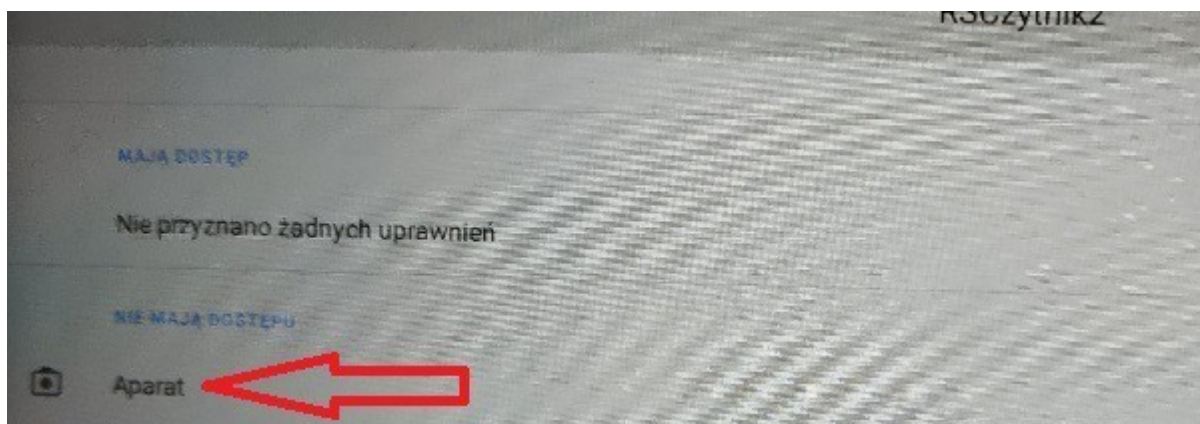 RSCzytnik2
MAJĄ DOSTĘP
Nie przyznano żadnych uprawnień
NIE MAJĄ DOSTĘPU
Aparat